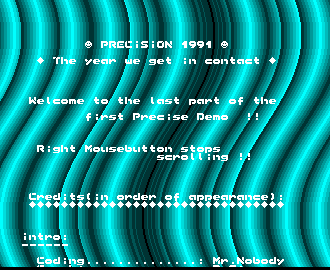 © PRECiSiON 1991 ©
◆ The year we get in contact ◆
Welcome to the last part of the
first Precise Demo !!
Right Mousebutton stops
scrolling !!
Credits(in order of appearance):
◆◆◆◆◆◆◆◆◆◆◆◆◆◆◆◆◆◆◆◆◆◆◆◆◆◆◆◆◆◆◆◆
intro:
------
Coding..............: Mr.Nobody